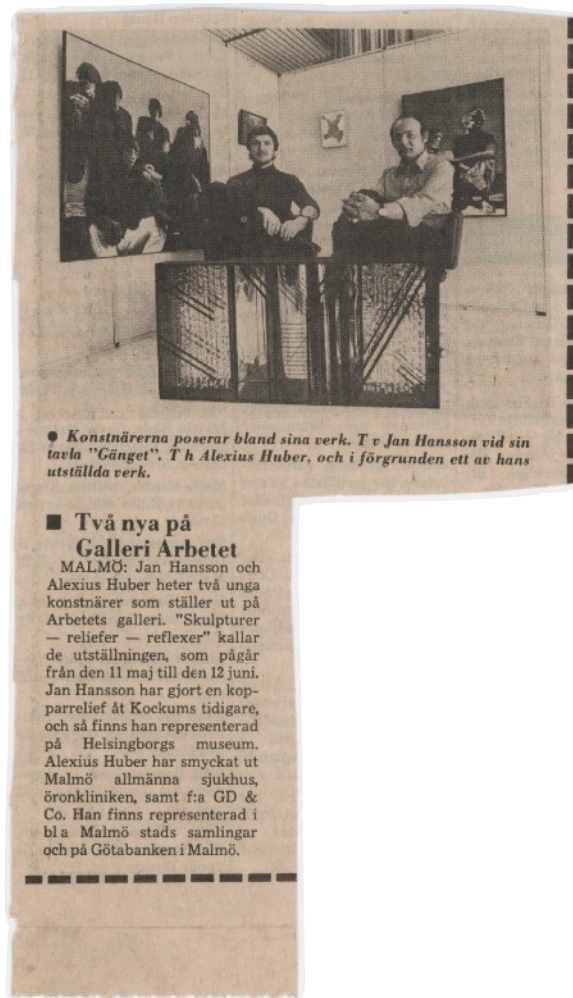 ● Konstnärerna poserar bland sina verk. T v Jan Hansson vid sin
tavla ”Gänget”. T h Alexius Huber, och i förgrunden ett av hans
utställda verk.
■ Två nya på
Galleri Arbetet
MALMÖ: Jan Hansson och
Alexius Huber heter två unga
konstnärer som ställer ut på
Arbetets galleri. ”Skulpturer
— reliefer — reflexer” kallar
de utställningen, som pågår
från den 11 maj till den 12 juni.
Jan Hansson har gjort en kop-
parrelief åt Kockums tidigare,
och så finns han representerad
på Helsingborgs museum.
Alexius Huber har smyckat ut
Malmö allmänna sjukhus,
öronkliniken, samt f:a GD &
Co. Han finns representerad i
bl a Malmö stads samlingar
och på Götabanken i Malmö.